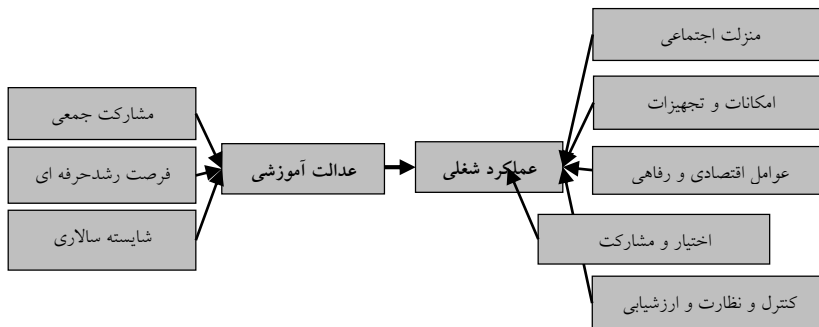 منزلت اجتماعی
امکانات و تجهیزات
مشارکت جمعی
عملکرد شغلی
عدالت آموزشی
عوامل اقتصادی و رفاهی
فرصت رشدحرفه ای
اختیار و مشارکت
شایسته سالاری
کنترل و نظارت و ارزشیابی